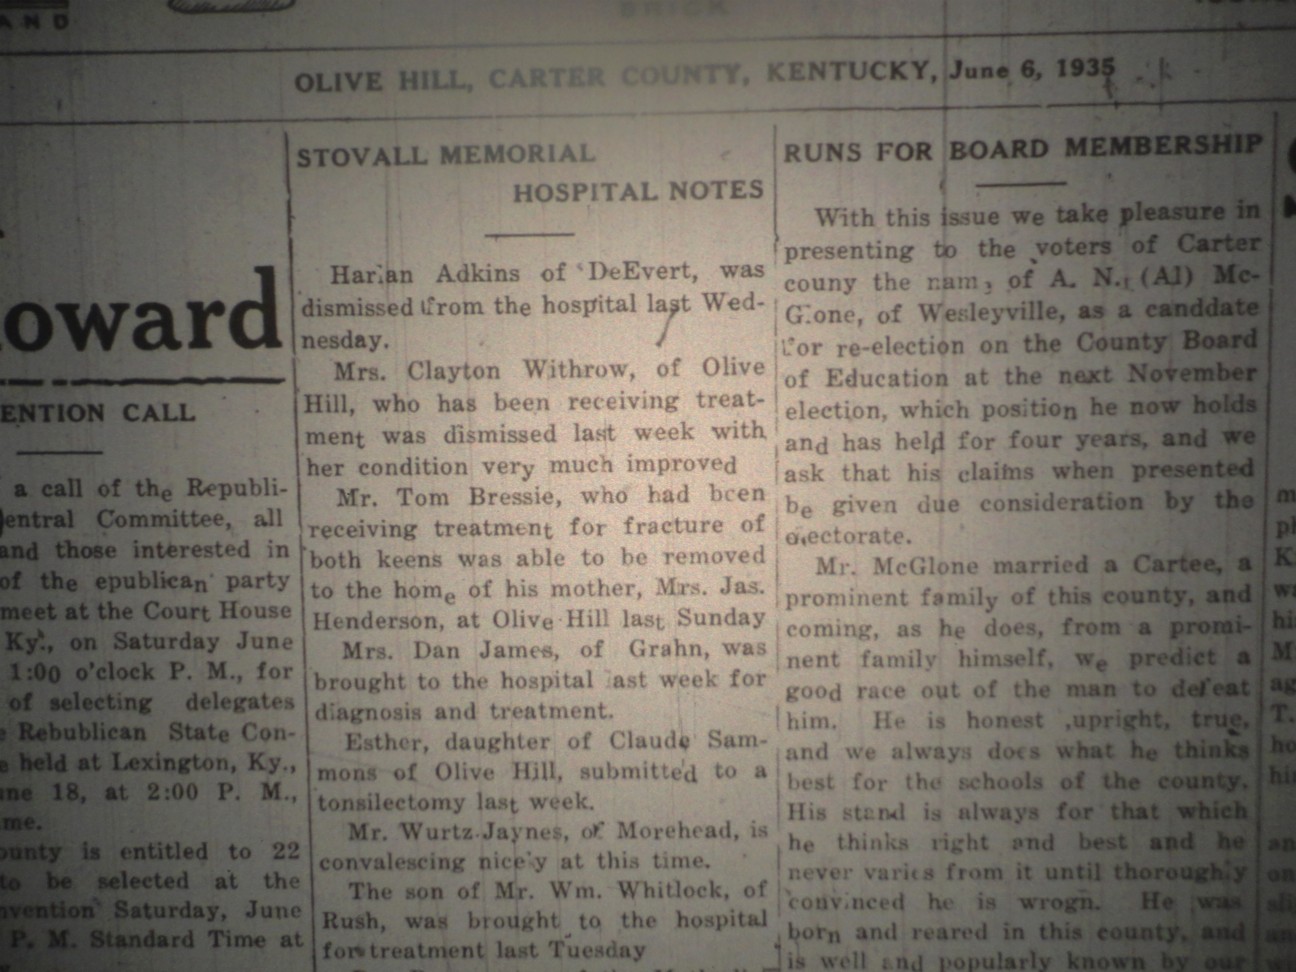 AND
BRICK
OLIVE HILL, CARTER COUNTY, KENTUCKY, June 6, 1935
oward
ENTION CALL
a call of the Republi-
entral Committee, all
and those interested in
of the epublican party
meet at the Court House
Ky., on Saturday June
1:00 o'clock P. M., for
of selecting delegates
e Rebublican State Con-
e held at Lexington, Ky.,
une 18, at 2:00 P. M.,
me.
ounty is entitled to 22
to be selected at the
nvention Saturday, June
P. M. Standard Time at
STOVALL MEMORIAL
HOSPITAL NOTES
Harlan Adkins of DeEvert, was
dismissed from the hospital last Wed-
nesday.
Mrs. Clayton Withrow, of Olive
Hill, who has been receiving treat-
ment was dismissed last week with
her condition very much improved
Mr. Tom Bressie, who had been
receiving treatment for fracture of
both keens was able to be removed
to the home of his mother, Mrs. Jas.
Henderson, at Olive Hill last Sunday
Mrs. Dan James, of Grahn, was
brought to the hospital last week for
diagnosis and treatment.
Esther, daughter of Claude Sam-
mons of Olive Hill, submitted to a
tonsilectomy last week.
Mr. Wurtz Jaynes, of Morehead, is
convalescing nicely at this time.
The son of Mr. Wm. Whitlock, of
Rush, was brought to the hospital
for treatment last Tuesday
RUNS FOR BOARD MEMBERSHIP
With this issue we take pleasure in
presenting to the voters of Carter
couny the name of A. N., (Al) Mc-
Glone, of Wesleyville, as a canddate
for re-election on the County Board
of Education at the next November
election, which position he now holds
and has held for four years, and we
ask that his claims when presented
be given due consideration by the
electorate.
Mr. McGlone married a Cartee, a
prominent family of this county, and
coming, as he does, from a promi-
nent family himself, we predict a
good race out of the man to defeat
him. He is honest ,upright, true,
and we always does what he thinks
best for the schools of the county.
His stand is always for that which
he thinks right and best and he
never varies from it until thoroughly
convinced he is wrogn. He was
born and reared in this county, and
is well and popularly known by our